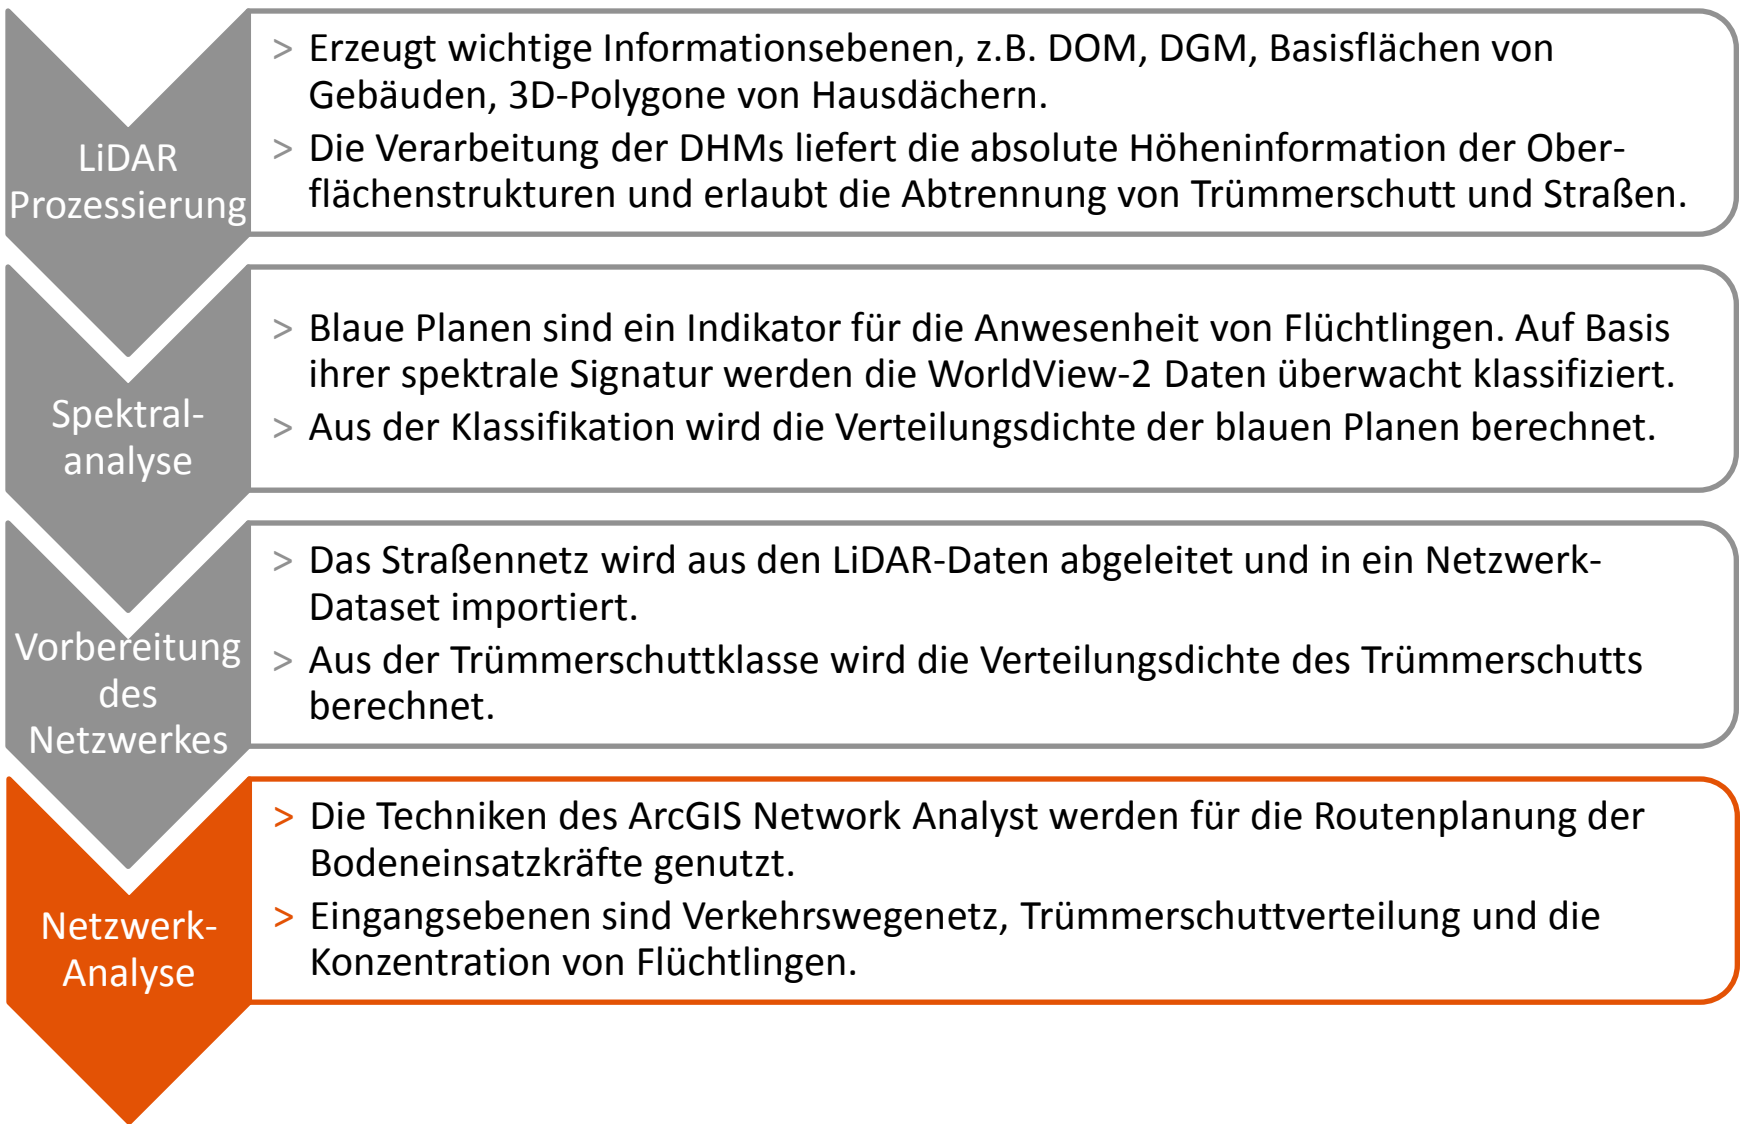 LiDAR
Prozessierung
> Erzeugt wichtige Informationsebenen, z.B. DOM, DGM, Basisflächen von
Gebäuden, 3D-Polygone von Hausdächern.
> Die Verarbeitung der DHMs liefert die absolute Höheninformation der Ober-
flächenstrukturen und erlaubt die Abtrennung von Trümmerschutt und Straßen.
Spektral-
analyse
> Blaue Planen sind ein Indikator für die Anwesenheit von Flüchtlingen. Auf Basis
ihrer spektrale Signatur werden die WorldView-2 Daten überwacht klassifiziert.
> Aus der Klassifikation wird die Verteilungsdichte der blauen Planen berechnet.
Vorbereitung
des
Netzwerkes
> Das Straßennetz wird aus den LiDAR-Daten abgeleitet und in ein Netzwerk-
Dataset importiert.
> Aus der Trümmerschuttklasse wird die Verteilungsdichte des Trümmerschutts
berechnet.
Netzwerk-
Analyse
> Die Techniken des ArcGIS Network Analyst werden für die Routenplanung der
Bodeneinsatzkräfte genutzt.
> Eingangsebenen sind Verkehrswegenetz, Trümmerschuttverteilung und die
Konzentration von Flüchtlingen.